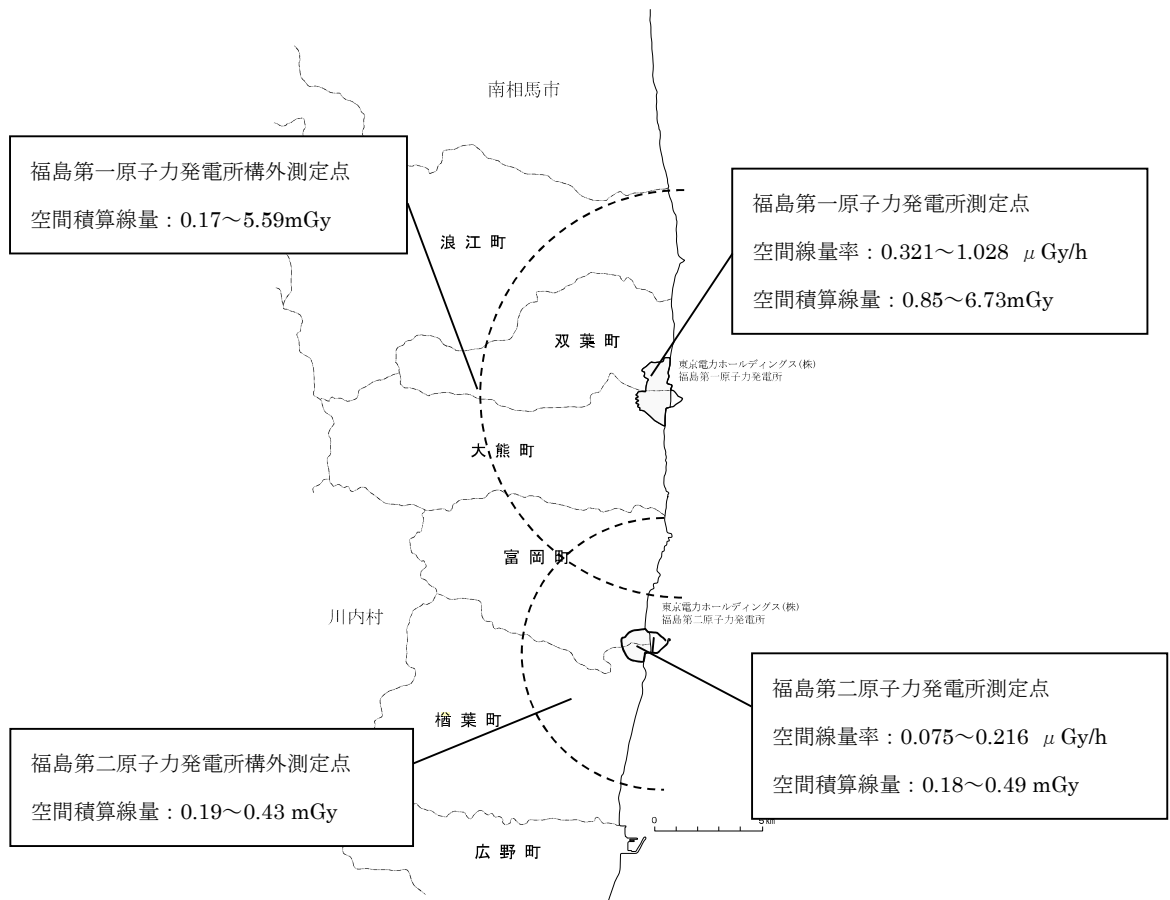 南相馬市
福島第一原子力発電所構外測定点
空間積算線量：0.17～5.59mGy
福島第一原子力発電所測定点
空間線量率：0.321～1.028 μ Gy/h
空間積算線量：0.85～6.73mGy
浪江町
双葉町
東京電力ホールディングス(株)
福島第一原子力発電所
大熊町
富岡町
川内村
東京電力ホールディングス(株)
福島第二原子力発電所
福島第二原子力発電所測定点
空間線量率：0.075～0.216 μ Gy/h
空間積算線量：0.18～0.49 mGy
楢葉町
福島第二原子力発電所構外測定点
空間積算線量：0.19～0.43 mGy
0 5km
広野町